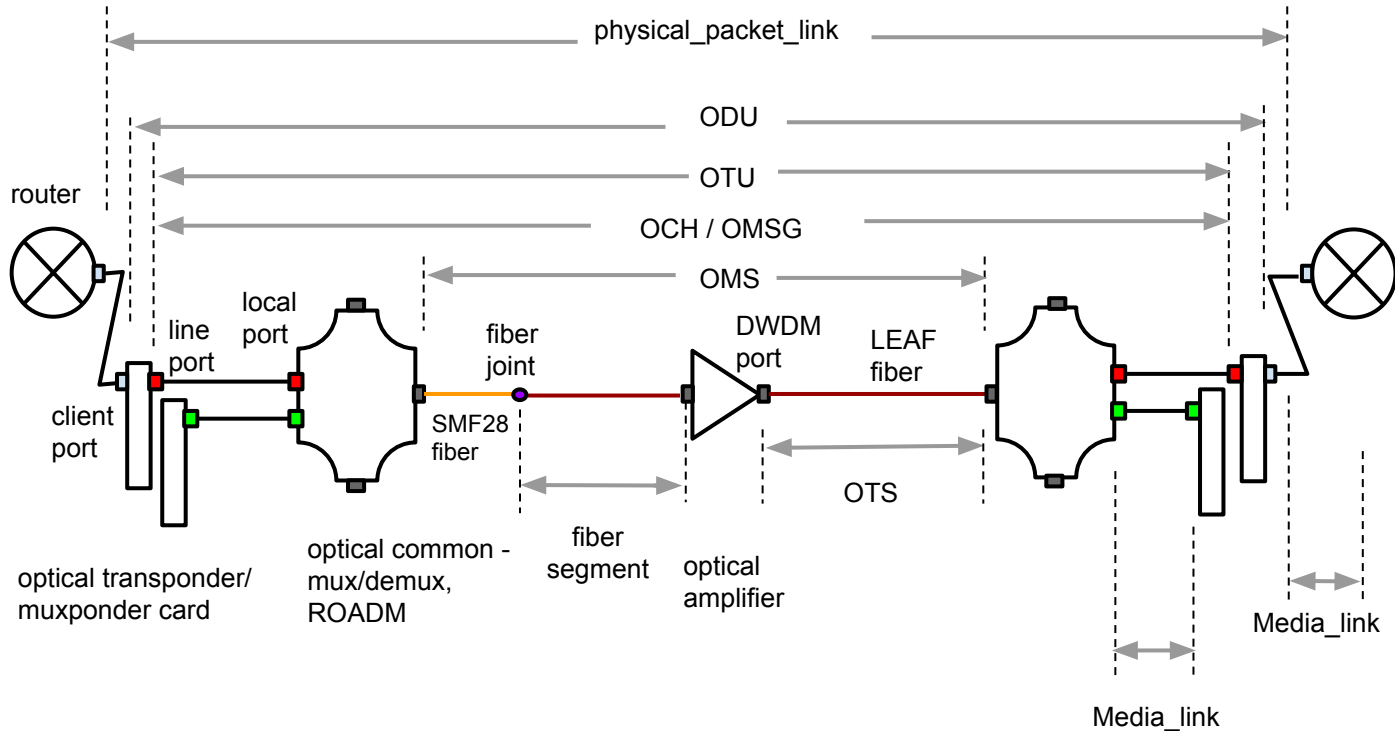 physical_packet_link
ODU
OTU
router
OCH / OMSG
OMS
local
port
line
port
fiber
joint
DWDM
port
LEAF
fiber
client
port
SMF28
fiber
OTS
optical transponder/
muxponder card
optical common -
mux/demux,
ROADM
fiber
segment
optical
amplifier
Media_link
Media_link